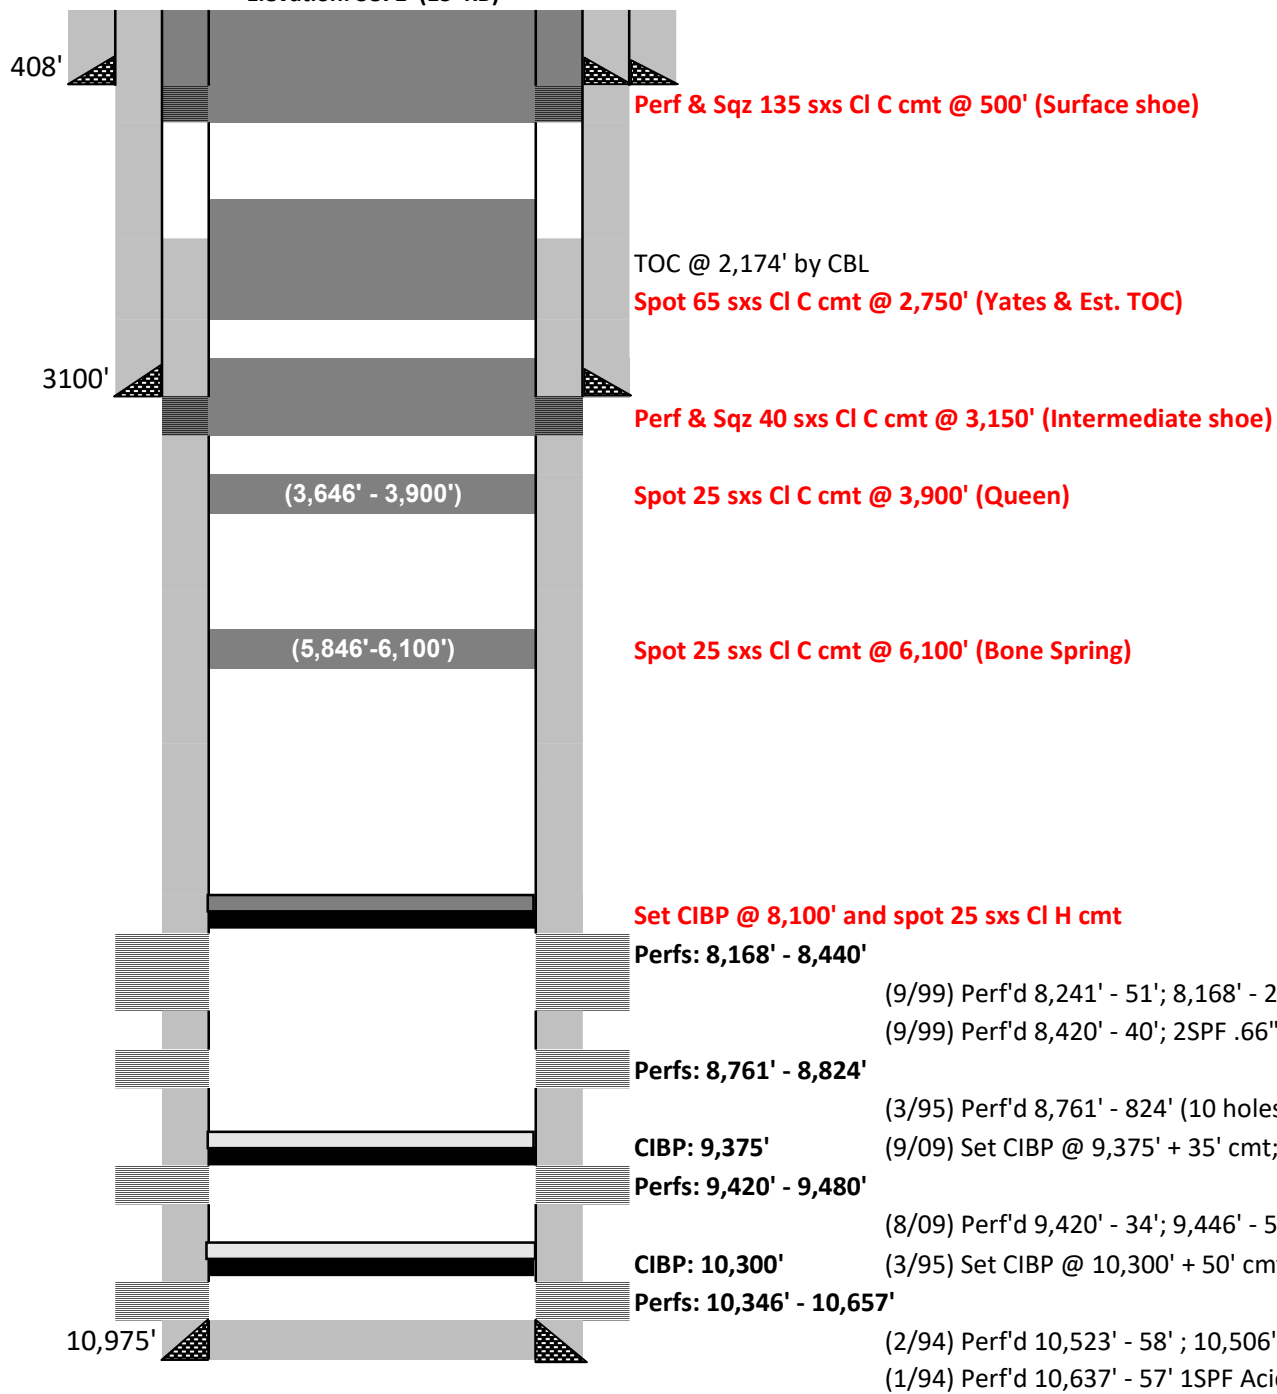 408'
Perf & Sqz 135 sxs Cl C cmt @ 500' (Surface shoe)
TOC @ 2,174' by CBL
Spot 65 sxs Cl C cmt @ 2,750' (Yates & Est. TOC)
3100'
Perf & Sqz 40 sxs Cl C cmt @ 3,150' (Intermediate shoe)
(3,646' - 3,900') Spot 25 sxs Cl C cmt @ 3,900' (Queen)
(5,846'-6,100') Spot 25 sxs Cl C cmt @ 6,100' (Bone Spring)
Set CIBP @ 8,100' and spot 25 sxs Cl H cmt
Perfs: 8,168' - 8,440'
(9/99) Perf'd 8,241' - 51'; 8,168' - 2
(9/99) Perf'd 8,420' - 40'; 2SPF .66"
Perfs: 8,761' - 8,824'
(3/95) Perf'd 8,761' - 824' (10 holes
CIBP: 9,375' (9/09) Set CIBP @ 9,375' + 35' cmt;
Perfs: 9,420' - 9,480'
(8/09) Perf'd 9,420' - 34'; 9,446' - 5
CIBP: 10,300' (3/95) Set CIBP @ 10,300' + 50' cm
Perfs: 10,346' - 10,657'
10,975' (2/94) Perf'd 10,523' - 58' ; 10,506'
(1/94) Perf'd 10,637' - 57' 1SPF Aci